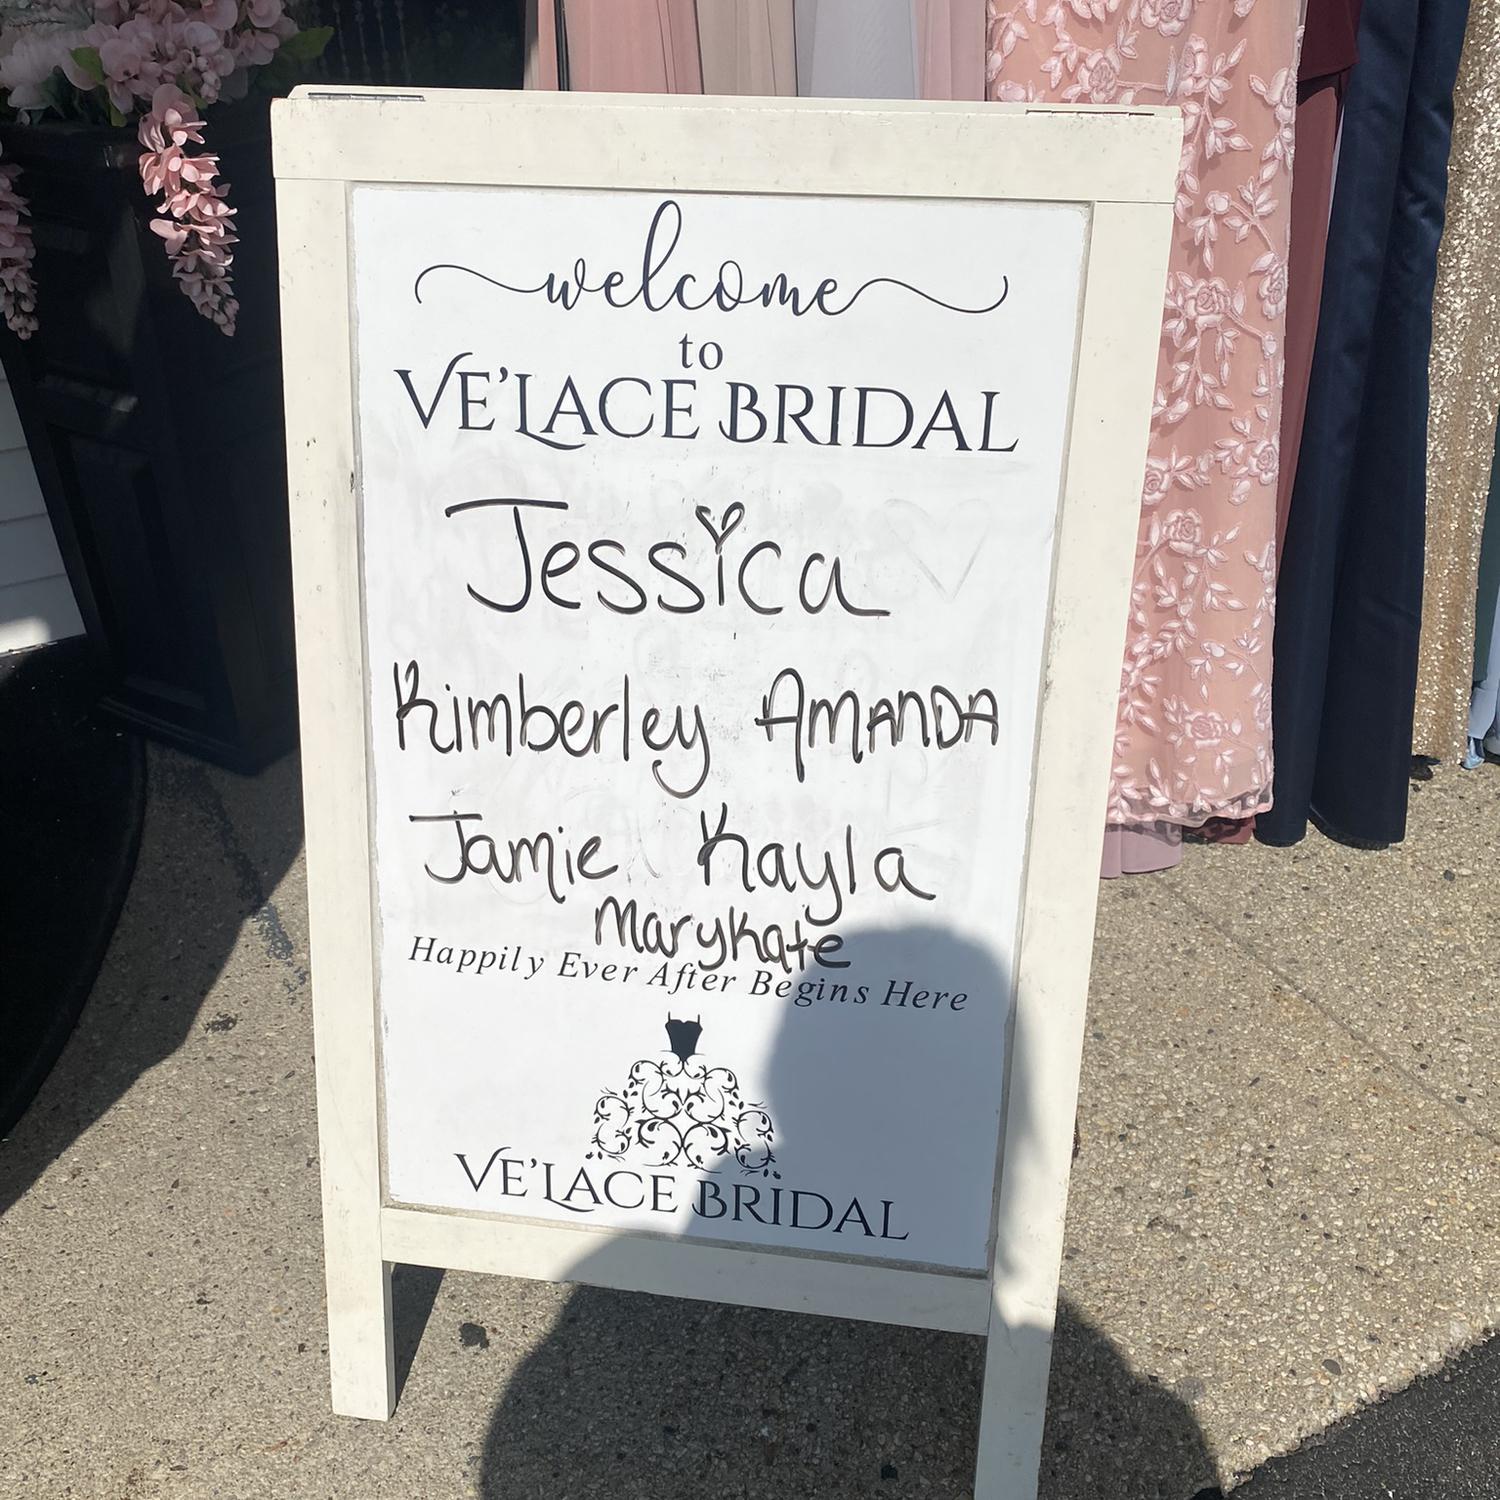 welcome
to
VE'LACE BRIDAL
Jessica
Kimberley AMANDA
Jamie Kayla
MaryKate
Happily Ever After Begins Here
VE'LACE BRIDAL